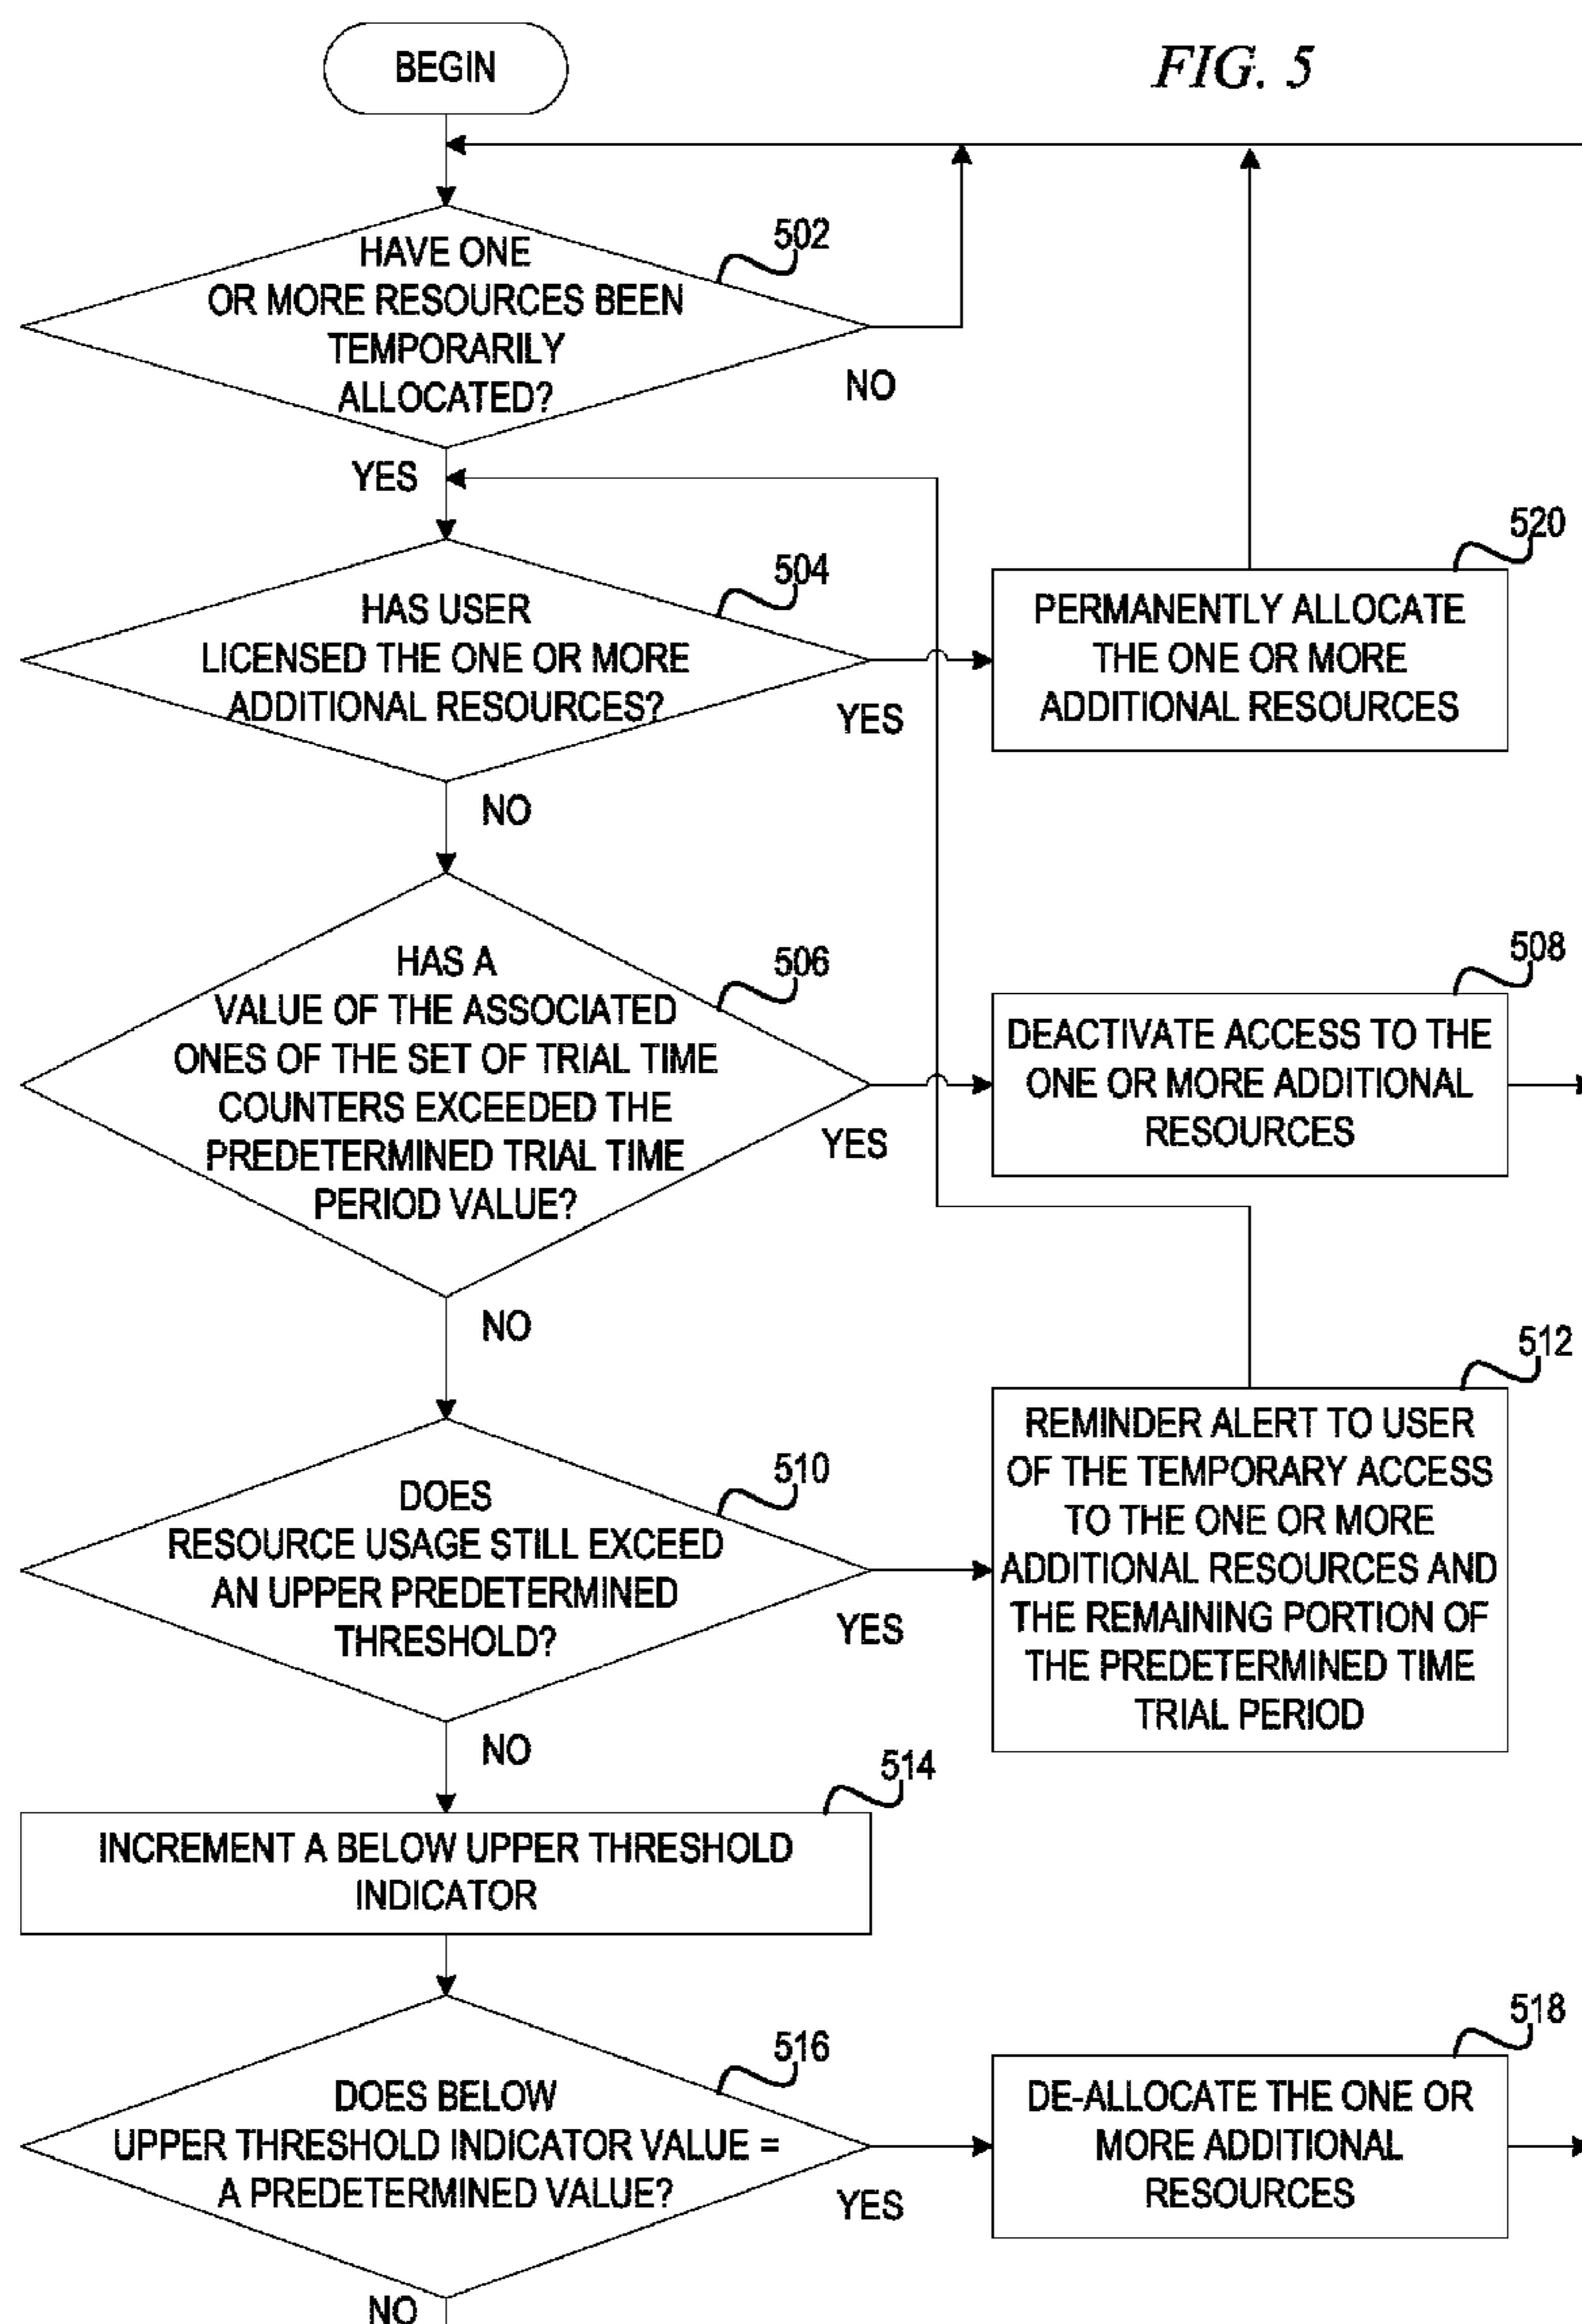 BEGIN
FIG. 5
502
HAVE ONE
OR MORE RESOURCES BEEN
TEMPORARILY
ALLOCATED?
NO
YES
504
HAS USER
LICENSED THE ONE OR MORE
ADDITIONAL RESOURCES?
YES
NO
520
PERMANENTLY ALLOCATE
THE ONE OR MORE
ADDITIONAL RESOURCES
506
HAS A
VALUE OF THE ASSOCIATED
ONES OF THE SET OF TRIAL TIME
COUNTERS EXCEEDED THE
PREDETERMINED TRIAL TIME
PERIOD VALUE?
YES
NO
508
DEACTIVATE ACCESS TO THE
ONE OR MORE ADDITIONAL
RESOURCES
510
DOES
RESOURCE USAGE STILL EXCEED
AN UPPER PREDETERMINED
THRESHOLD?
YES
NO
512
REMINDER ALERT TO USER
OF THE TEMPORARY ACCESS
TO THE ONE OR MORE
ADDITIONAL RESOURCES AND
THE REMAINING PORTION OF
THE PREDETERMINED TIME
TRIAL PERIOD
514
INCREMENT A BELOW UPPER THRESHOLD
INDICATOR
516
DOES BELOW
UPPER THRESHOLD INDICATOR VALUE =
A PREDETERMINED VALUE?
YES
NO
518
DE-ALLOCATE THE ONE OR
MORE ADDITIONAL
RESOURCES